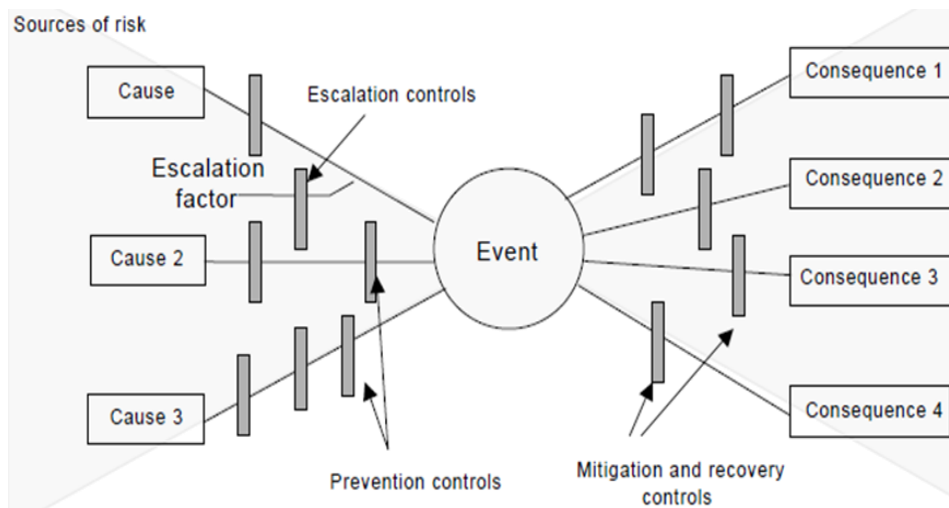 Sources of risk
Cause
Escalation controls
Escalation
factor
Cause 2
Cause 3
Prevention controls
Event
Consequence 1
Consequence 2
Consequence 3
Consequence 4
Mitigation and recovery
controls